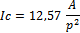 Ic = 12,57 A/p²